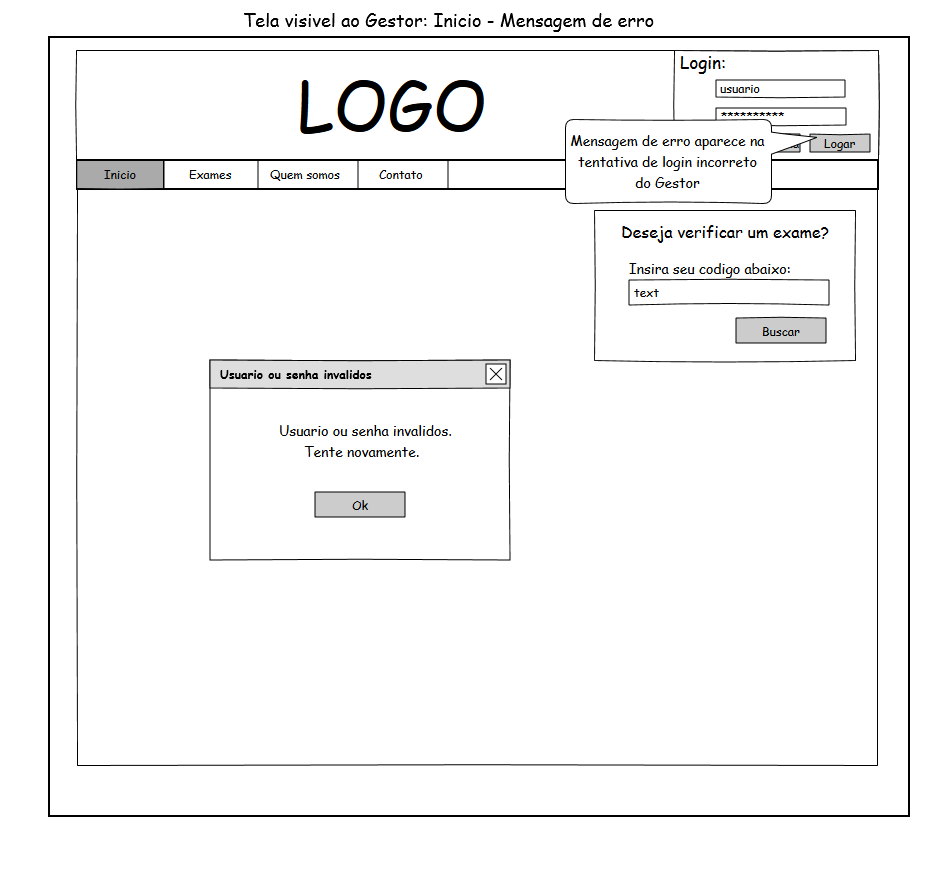 Tela visivel ao Gestor: Inicio - Mensagem de erro
LOGO
Login:
usuario
**********
Logar
Mensagem de erro aparece na
tentativa de login incorreto
do Gestor
Inicio
Exames
Quem somos
Contato
Deseja verificar um exame?
Insira seu codigo abaixo:
text
Buscar
Usuario ou senha invalidos
Usuario ou senha invalidos.
Tente novamente.
Ok